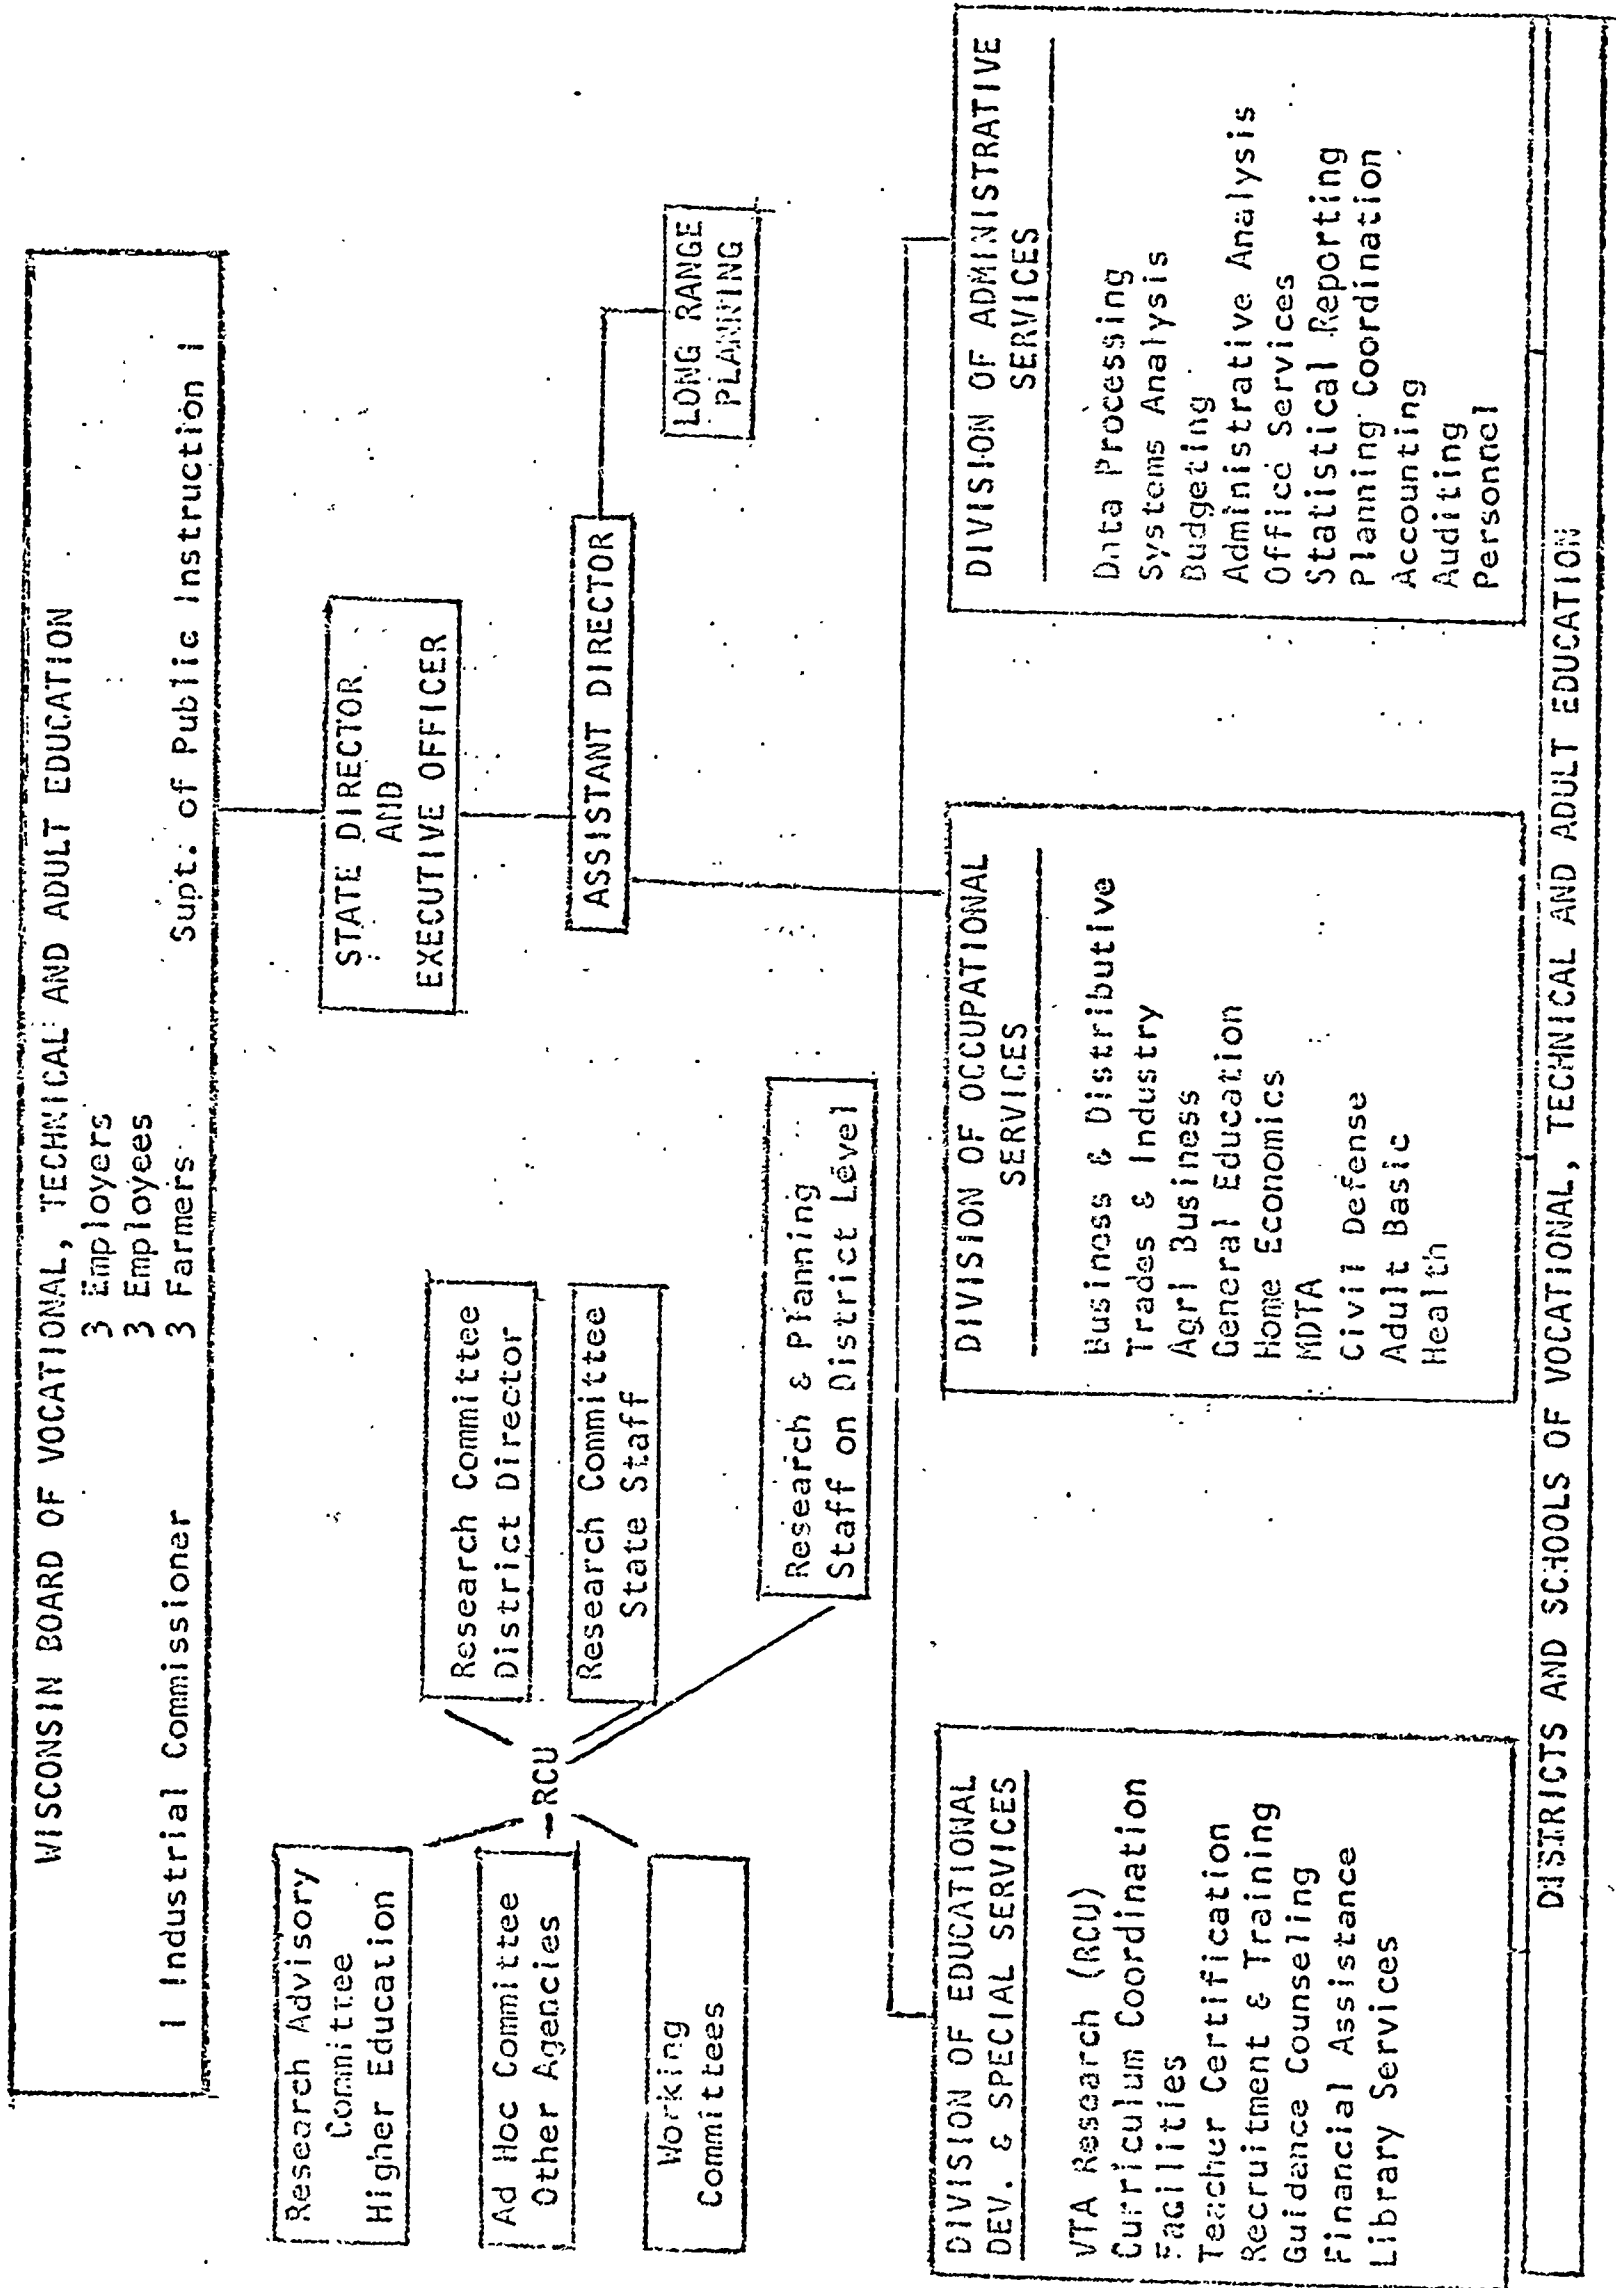 WISCONSIN BOARD OF VOCATIONAL, TECHNICAL AND ADULT EDUCATION
3 Employers
3 Employees
1 Industrial Commissioner 3 Farmers Supt. of Public Instruction 1
STATE DIRECTOR
AND
EXECUTIVE OFFICER
ASSISTANT DIRECTOR
LONG RANGE
PLANNING
Research Advisory
Committee
Higher Education
Ad Hoc Committee
Other Agencies
Working
Committees
RCU
Research Committee
District Director
Research Committee
State Staff
Research & Planning
Staff on District Level
DIVISION OF EDUCATIONAL
DEV. & SPECIAL SERVICES
VTA Research (RCU)
Curriculum Coordination
Facilities
Teacher Certification
Recruitment & Training
Guidance Counseling
Financial Assistance
Library Services
DIVISION OF OCCUPATIONAL
SERVICES
Business & Distributive
Trades & Industry
Agri Business
General Education
Home Economics
MDTA
Civil Defense
Adult Basic
Health
DIVISION OF ADMINISTRATIVE
SERVICES
Data Processing
Systems Analysis
Budgeting
Administrative Analysis
Office Services
Statistical Reporting
Planning Coordination
Accounting
Auditing
Personnel
DISTRICTS AND SCHOOLS OF VOCATIONAL, TECHNICAL AND ADULT EDUCATION